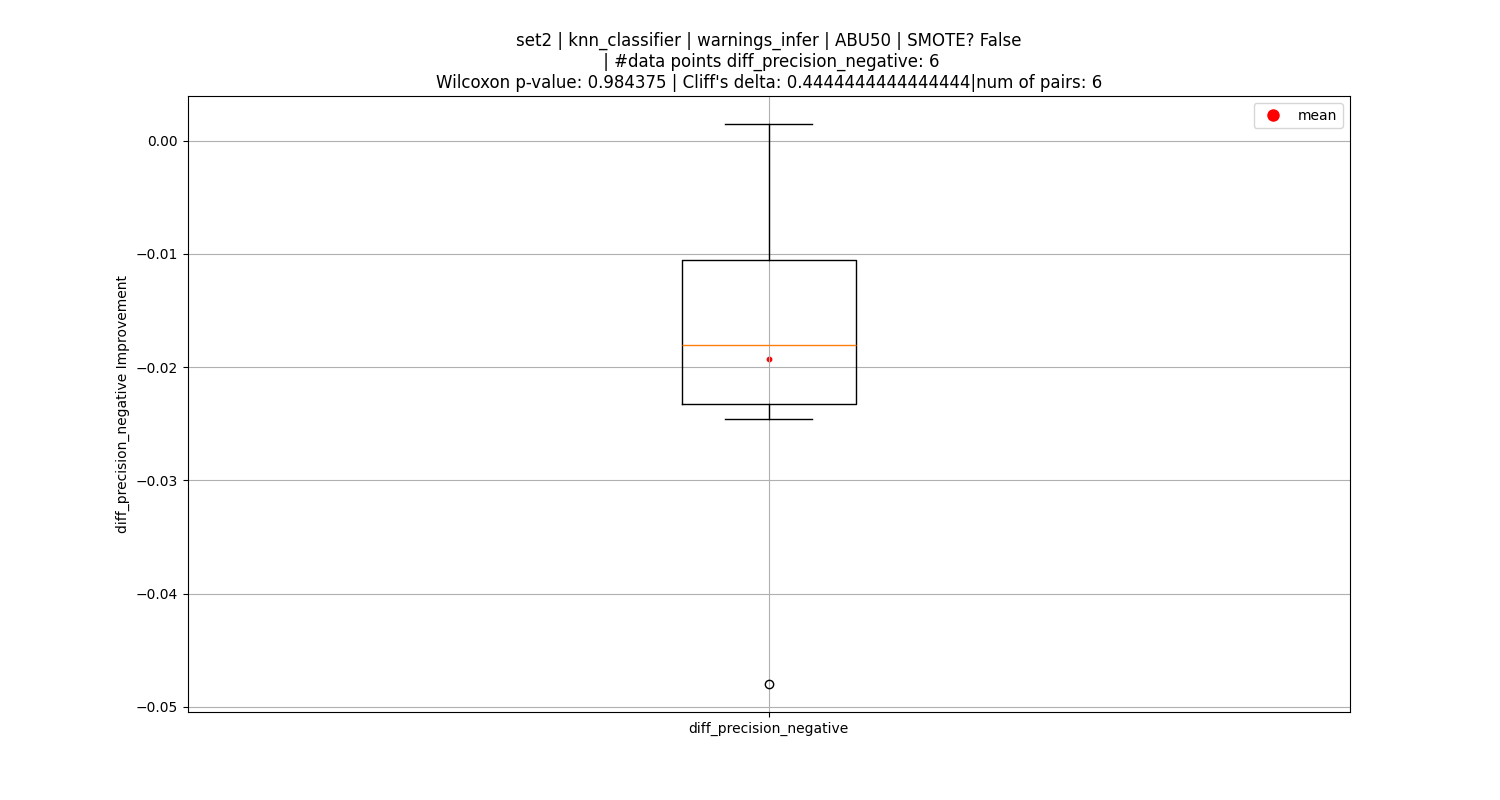 set2 | knn_classifier | warnings_infer | ABU50 | SMOTE? False
| #data points diff_precision_negative: 6
Wilcoxon p-value: 0.984375 | Cliff's delta: 0.4444444444444444|num of pairs: 6
mean
0.00
−0.01
−0.02
−0.03
−0.04
−0.05
diff_precision_negative Improvement
diff_precision_negative